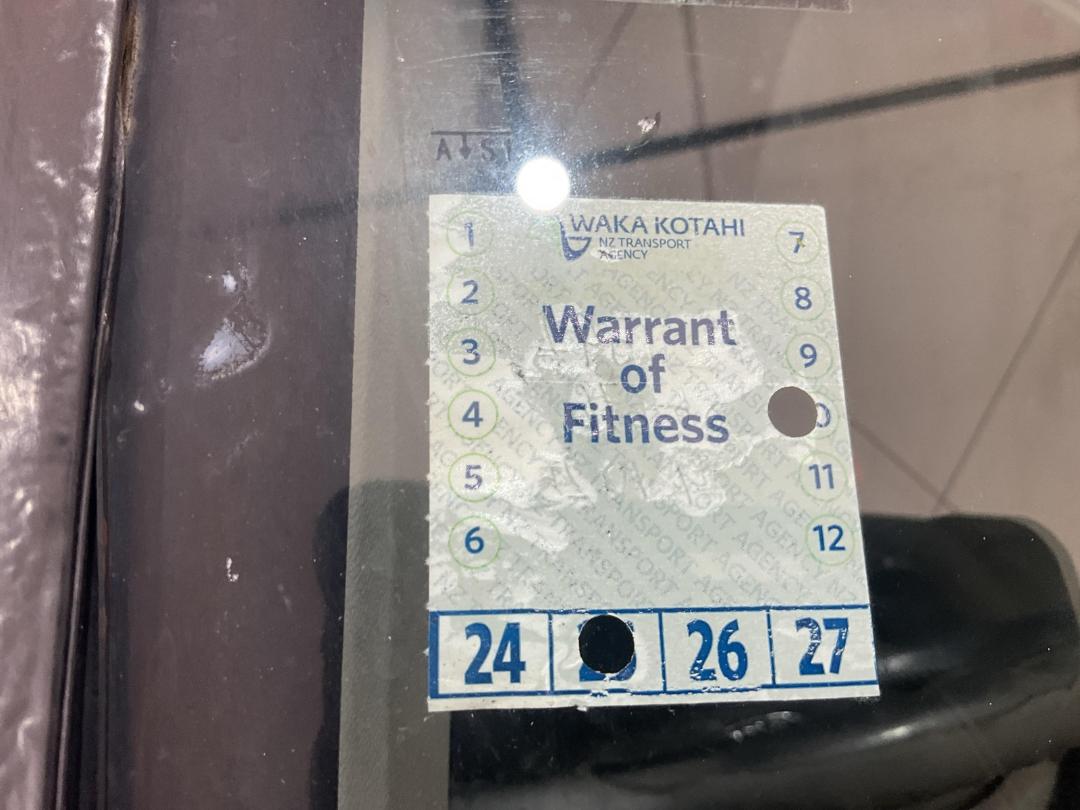 A↓S1
WAKA KOTAHI
NZ TRANSPORT
AGENCY
Warrant
of
Fitness
1
2
3
4
5
6
7
8
9
11
12
24
26
27